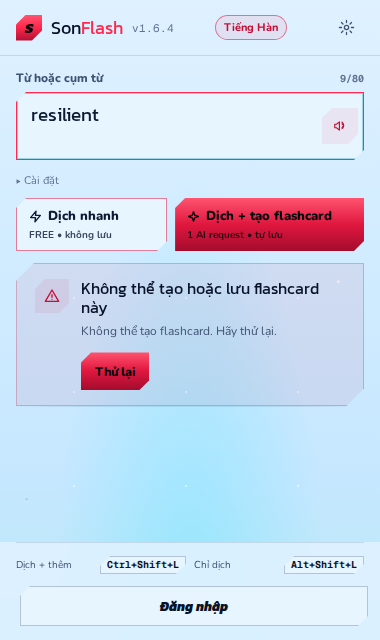 S SonFlash v1.6.4 Tiếng Hàn
Từ hoặc cụm từ 9/80
resilient
▸ Cài đặt
Dịch nhanh
FREE • không lưu
Dịch + tạo flashcard
1 AI request • tự lưu
Không thể tạo hoặc lưu flashcard
này
Không thể tạo flashcard. Hãy thử lại.
Thử lại
Dịch + thêm Ctrl+Shift+L Chỉ dịch Alt+Shift+L
Đăng nhập